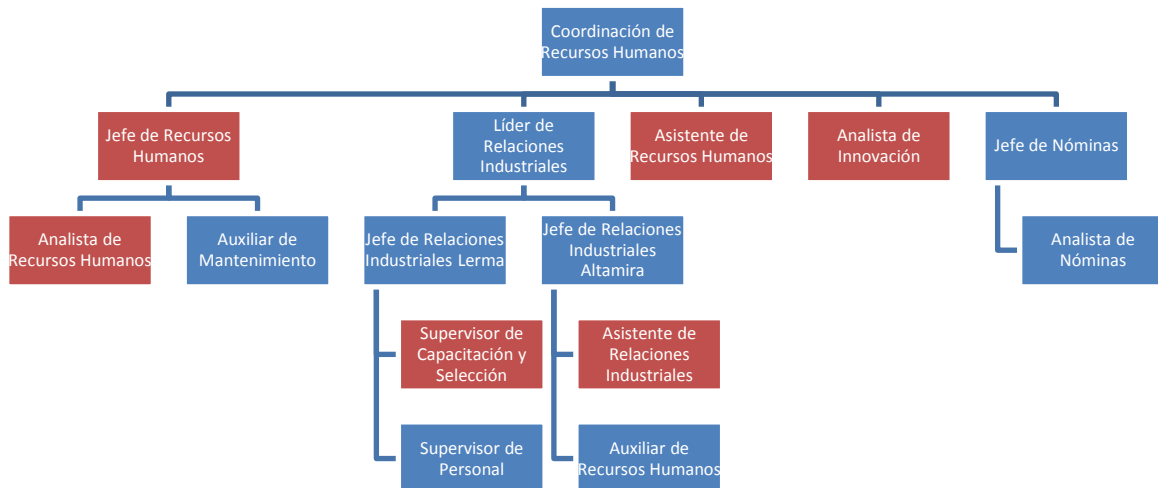 Coordinación de
Recursos Humanos
Jefe de Recursos
Humanos
Líder de
Relaciones
Industriales
Asistente de
Recursos Humanos
Analista de
Innovación
Jefe de Nóminas
Analista de
Recursos Humanos
Auxiliar de
Mantenimiento
Jefe de Relaciones
Industriales Lerma
Jefe de Relaciones
Industriales
Altamira
Analista de
Nóminas
Supervisor de
Capacitación y
Selección
Asistente de
Relaciones
Industriales
Supervisor de
Personal
Auxiliar de
Recursos Humanos